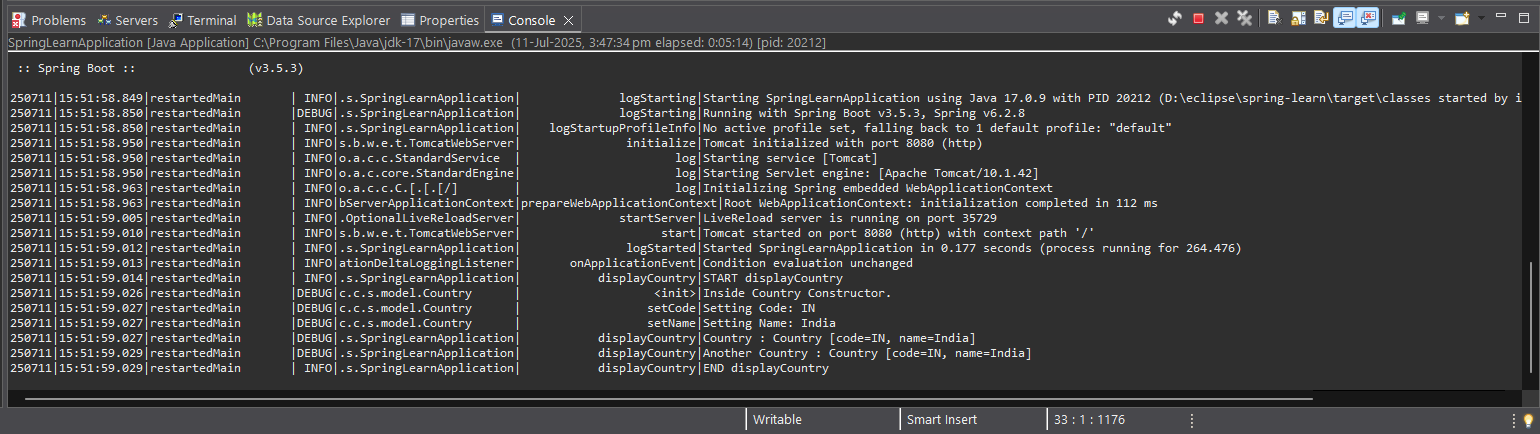 Problems Servers Terminal Data Source Explorer Properties Console
SpringLearnApplication [Java Application] C:\Program Files\Java\jdk-17\bin\javaw.exe (11-Jul-2025, 3:47:34 pm elapsed: 0:05:14) [pid: 20212]
:: Spring Boot :: (v3.5.3)
250711|15:51:58.849|restartedMain | INFO|.s.SpringLearnApplication| logStarting|Starting SpringLearnApplication using Java 17.0.9 with PID 20212 (D:\eclipse\spring-learn\target\classes started by i
250711|15:51:58.850|restartedMain |DEBUG|.s.SpringLearnApplication| logStarting|Running with Spring Boot v3.5.3, Spring v6.2.8
250711|15:51:58.850|restartedMain | INFO|.s.SpringLearnApplication| logStartupProfileInfo|No active profile set, falling back to 1 default profile: "default"
250711|15:51:58.950|restartedMain | INFO|s.b.w.e.t.TomcatWebServer| initialize|Tomcat initialized with port 8080 (http)
250711|15:51:58.950|restartedMain | INFO|o.a.c.c.StandardService | log|Starting service [Tomcat]
250711|15:51:58.950|restartedMain | INFO|o.a.c.core.StandardEngine| log|Starting Servlet engine: [Apache Tomcat/10.1.42]
250711|15:51:58.963|restartedMain | INFO|o.a.c.c.C.[.[.[/] | log|Initializing Spring embedded WebApplicationContext
250711|15:51:58.963|restartedMain | INFO|bServerApplicationContext|prepareWebApplicationContext|Root WebApplicationContext: initialization completed in 112 ms
250711|15:51:59.005|restartedMain | INFO|.OptionalLiveReloadServer| startServer|LiveReload server is running on port 35729
250711|15:51:59.010|restartedMain | INFO|s.b.w.e.t.TomcatWebServer| start|Tomcat started on port 8080 (http) with context path '/'
250711|15:51:59.012|restartedMain | INFO|.s.SpringLearnApplication| logStarted|Started SpringLearnApplication in 0.177 seconds (process running for 264.476)
250711|15:51:59.013|restartedMain | INFO|ationDeltaLoggingListener| onApplicationEvent|Condition evaluation unchanged
250711|15:51:59.014|restartedMain | INFO|.s.SpringLearnApplication| displayCountry|START displayCountry
250711|15:51:59.026|restartedMain |DEBUG|c.c.s.model.Country | <init>|Inside Country Constructor.
250711|15:51:59.027|restartedMain |DEBUG|c.c.s.model.Country | setCode|Setting Code: IN
250711|15:51:59.027|restartedMain |DEBUG|c.c.s.model.Country | setName|Setting Name: India
250711|15:51:59.027|restartedMain |DEBUG|.s.SpringLearnApplication| displayCountry|Country : Country [code=IN, name=India]
250711|15:51:59.029|restartedMain |DEBUG|.s.SpringLearnApplication| displayCountry|Another Country : Country [code=IN, name=India]
250711|15:51:59.029|restartedMain | INFO|.s.SpringLearnApplication| displayCountry|END displayCountry
Writable Smart Insert 33 : 1 : 1176